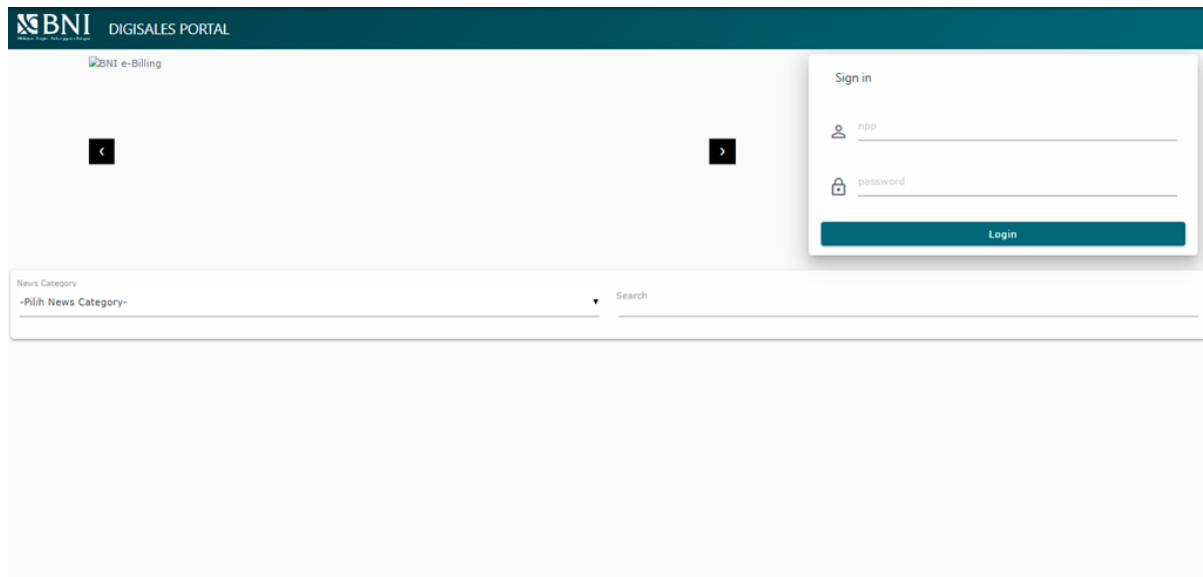 BNI
DIGISALES PORTAL
BNI e-Billing
Sign in
npp
password
Login
News Category
-Pilih News Category-
Search